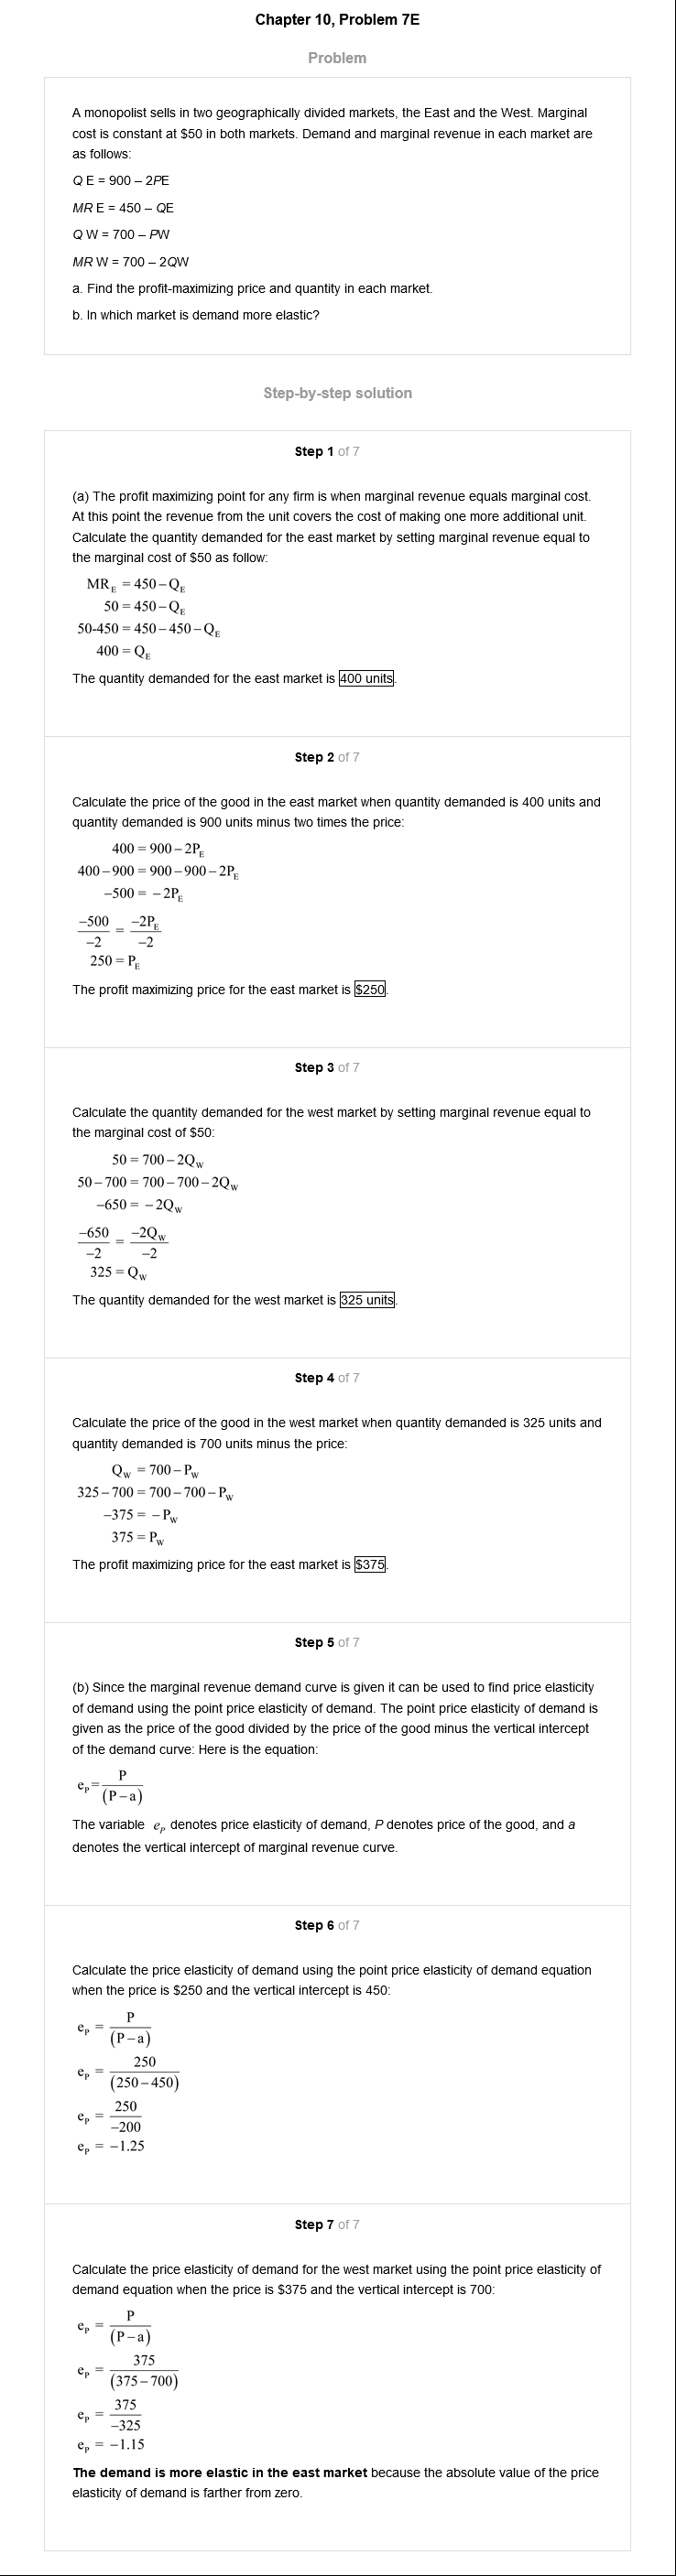 Chapter 10, Problem 7E
Problem
A monopolist sells in two geographically divided markets, the East and the West. Marginal
cost is constant at $50 in both markets. Demand and marginal revenue in each market are
as follows:
Q E = 900 – 2PE
MR E = 450 – QE
Q W = 700 – PW
MR W = 700 – 2QW
a. Find the profit-maximizing price and quantity in each market.
b. In which market is demand more elastic?
Step-by-step solution
Step 1 of 7
(a) The profit maximizing point for any firm is when marginal revenue equals marginal cost.
At this point the revenue from the unit covers the cost of making one more additional unit.
Calculate the quantity demanded for the east market by setting marginal revenue equal to
the marginal cost of $50 as follow:
MR_E = 450 – Q_E
50 = 450 – Q_E
50-450 = 450 – 450 – Q_E
400 = Q_E
The quantity demanded for the east market is 400 units.
Step 2 of 7
Calculate the price of the good in the east market when quantity demanded is 400 units and
quantity demanded is 900 units minus two times the price:
400 = 900 – 2P_E
400 – 900 = 900 – 900 – 2P_E
–500 = – 2P_E
–500/–2 = –2P_E/–2
250 = P_E
The profit maximizing price for the east market is $250.
Step 3 of 7
Calculate the quantity demanded for the west market by setting marginal revenue equal to
the marginal cost of $50:
50 = 700 – 2Q_W
50 – 700 = 700 – 700 – 2Q_W
–650 = – 2Q_W
–650/–2 = –2Q_W/–2
325 = Q_W
The quantity demanded for the west market is 325 units.
Step 4 of 7
Calculate the price of the good in the west market when quantity demanded is 325 units and
quantity demanded is 700 units minus the price:
Q_W = 700 – P_W
325 – 700 = 700 – 700 – P_W
–375 = – P_W
375 = P_W
The profit maximizing price for the east market is $375.
Step 5 of 7
(b) Since the marginal revenue demand curve is given it can be used to find price elasticity
of demand using the point price elasticity of demand. The point price elasticity of demand is
given as the price of the good divided by the price of the good minus the vertical intercept
of the demand curve: Here is the equation:
e_P = P/(P – a)
The variable e_P denotes price elasticity of demand, P denotes price of the good, and a
denotes the vertical intercept of marginal revenue curve.
Step 6 of 7
Calculate the price elasticity of demand using the point price elasticity of demand equation
when the price is $250 and the vertical intercept is 450:
e_P = P/(P – a)
e_P = 250/(250 – 450)
e_P = 250/–200
e_P = –1.25
Step 7 of 7
Calculate the price elasticity of demand for the west market using the point price elasticity of
demand equation when the price is $375 and the vertical intercept is 700:
e_P = P/(P – a)
e_P = 375/(375 – 700)
e_P = 375/–325
e_P = –1.15
The demand is more elastic in the east market because the absolute value of the price
elasticity of demand is farther from zero.